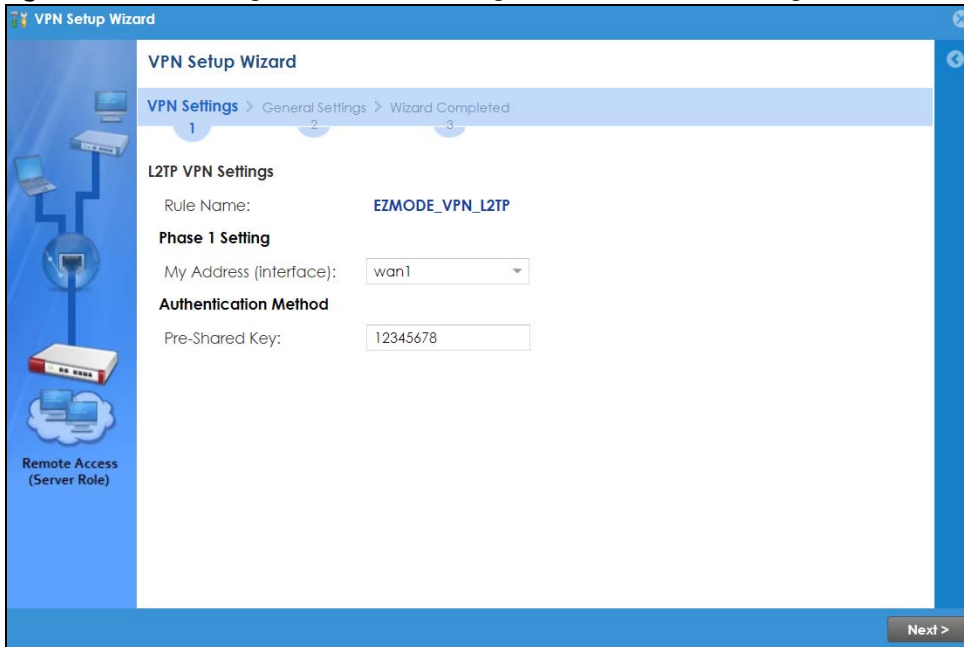 VPN Setup Wizard
VPN Setup Wizard
VPN Settings > General Settings > Wizard Completed
1 2 3
L2TP VPN Settings
Rule Name: EZMODE_VPN_L2TP
Phase 1 Setting
My Address (interface): wan1
Authentication Method
Pre-Shared Key: 12345678
Remote Access
(Server Role)
Next >